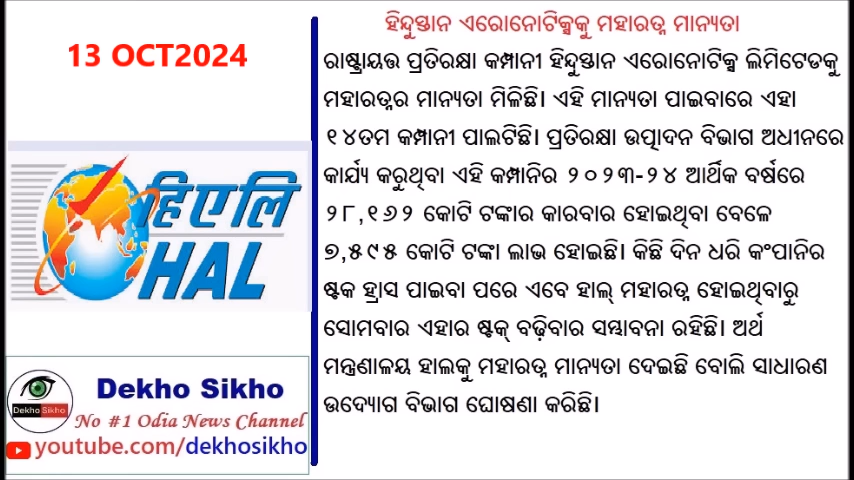 13 OCT2024
हिएलि
HAL
Dekho Sikho
Dekho Sikho
No #1 Odia News Channel
youtube.com/dekhosikho
ହିନ୍ଦୁସ୍ତାନ ଏରୋନୋଟିକ୍ସକୁ ମହାରତ୍ନ ମାନ୍ୟତା
ରାଷ୍ଟ୍ରାୟଉ ପ୍ରତିରକ୍ଷା କମ୍ପାନୀ ହିନ୍ଦୁସ୍ତାନ ଏରୋନୋଟିକ୍ସ ଲିମିଟେଡକୁ
ମହାରତ୍ନର ମାନ୍ୟତା ମିଳିଛି। ଏହି ମାନ୍ୟତା ପାଇବାରେ ଏହା
୧୪ତମ କମ୍ପାନୀ ପାଲଟିଛି। ପ୍ରତିରକ୍ଷା ଉତ୍ପାଦନ ବିଭାଗ ଅଧୀନରେ
କାର୍ଯ୍ୟ କରୁଥିବା ଏହି କମ୍ପାନିର ୨୦୨୩-୨୪ ଆର୍ଥିକ ବର୍ଷରେ
୨୮,୧୬୨ କୋଟି ଟଙ୍କାର କାରବାର ହୋଇଥିବା ବେଳେ
୭,୫୯୫ କୋଟି ଟଙ୍କା ଲାଭ ହୋଇଛି। କିଛି ଦିନ ଧରି କଂପାନିର
ଷ୍ଟକ ହ୍ରାସ ପାଇବା ପରେ ଏବେ ହାଲ୍ ମହାରତ୍ନ ହୋଇଥିବାରୁ
ସୋମବାର ଏହାର ଷ୍ଟକ୍ ବଢ଼ିବାର ସମ୍ଭାବନା ରହିଛି। ଅର୍ଥ
ମନ୍ତ୍ରଣାଳୟ ହାଲକୁ ମହାରତ୍ନ ମାନ୍ୟତା ଦେଇଛି ବୋଲି ସାଧାରଣ
ଉଦ୍ୟୋଗ ବିଭାଗ ଘୋଷଣା କରିଛି।